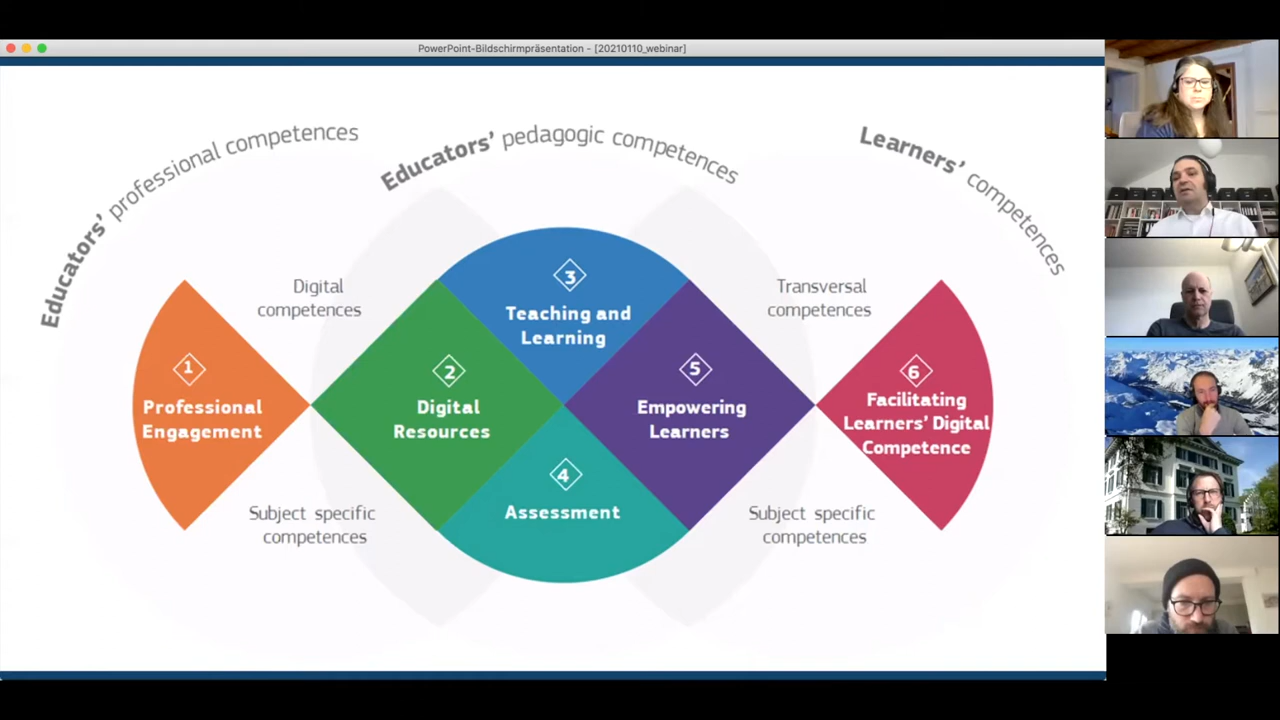 PowerPoint-Bildschirmpräsentation - [20210110_webinar]
Educators' professional competences
Educators' pedagogic competences
Learners' competences
Digital
competences
Transversal
competences
1
Professional
Engagement
2
Digital
Resources
3
Teaching and
Learning
4
Assessment
5
Empowering
Learners
6
Facilitating
Learners' Digital
Competence
Subject specific
competences
Subject specific
competences